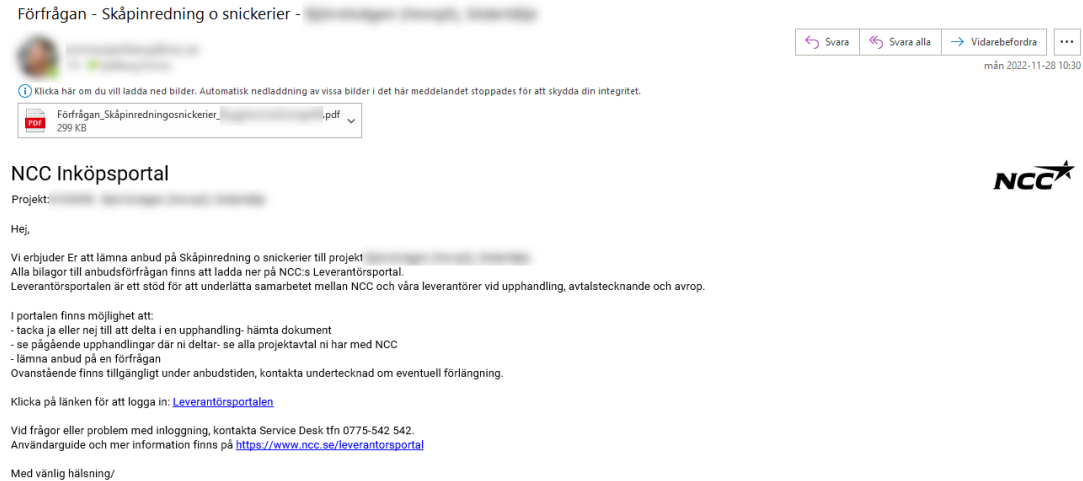 Förfrågan - Skåpinredning o snickerier -
Svara
Svara alla
Vidarebefordra
mån 2022-11-28 10:30
Klicka här om du vill ladda ned bilder. Automatisk nedladdning av vissa bilder i det här meddelandet stoppades för att skydda din integritet.
PDF
Förfrågan_Skåpinredningosnickerier_ .pdf
299 KB
NCC Inköpsportal
NCC
Projekt:
Hej,
Vi erbjuder Er att lämna anbud på Skåpinredning o snickerier till projekt
Alla bilagor till anbudsförfrågan finns att ladda ner på NCC:s Leverantörsportal.
Leverantörsportalen är ett stöd för att underlätta samarbetet mellan NCC och våra leverantörer vid upphandling, avtalstecknande och avrop.
I portalen finns möjlighet att:
- tacka ja eller nej till att delta i en upphandling- hämta dokument
- se pågående upphandlingar där ni deltar- se alla projektavtal ni har med NCC
- lämna anbud på en förfrågan
Ovanstående finns tillgängligt under anbudstiden, kontakta undertecknad om eventuell förlängning.
Klicka på länken för att logga in: Leverantörsportalen
Vid frågor eller problem med inloggning, kontakta Service Desk tfn 0775-542 542.
Användarguide och mer information finns på https://www.ncc.se/leverantorsportal
Med vänlig hälsning/